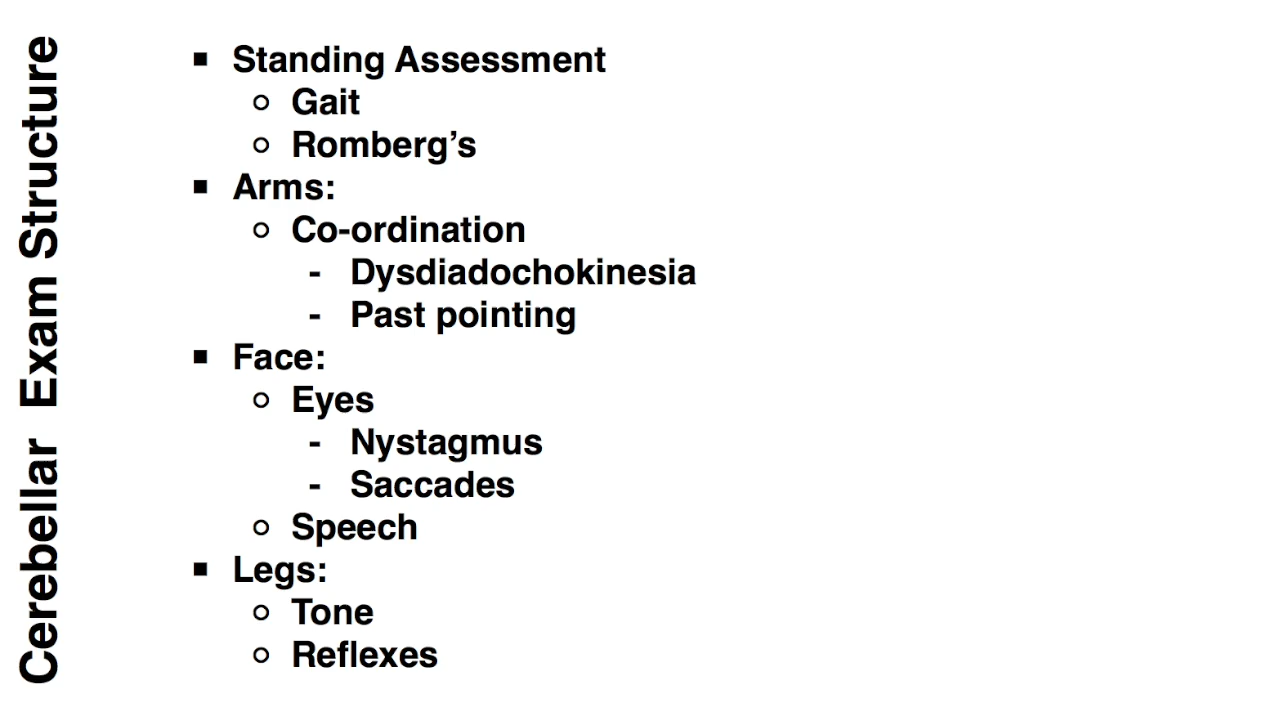 Cerebellar Exam Structure
▪ Standing Assessment
○ Gait
○ Romberg’s
▪ Arms:
○ Co-ordination
- Dysdiadochokinesia
- Past pointing
▪ Face:
○ Eyes
- Nystagmus
- Saccades
○ Speech
▪ Legs:
○ Tone
○ Reflexes